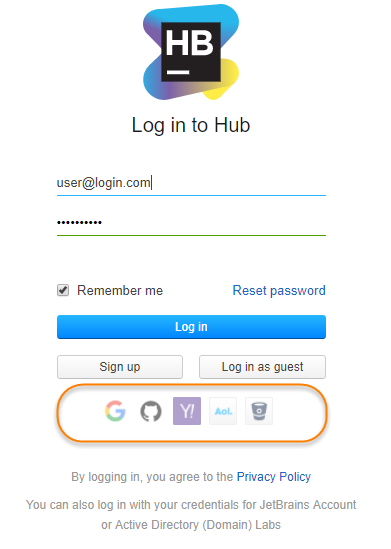 HB
Log in to Hub
user@login.com
••••••••••
Remember me Reset password
Log in
Sign up Log in as guest
G Y! Aol.
By logging in, you agree to the Privacy Policy
You can also log in with your credentials for JetBrains Account
or Active Directory (Domain) Labs